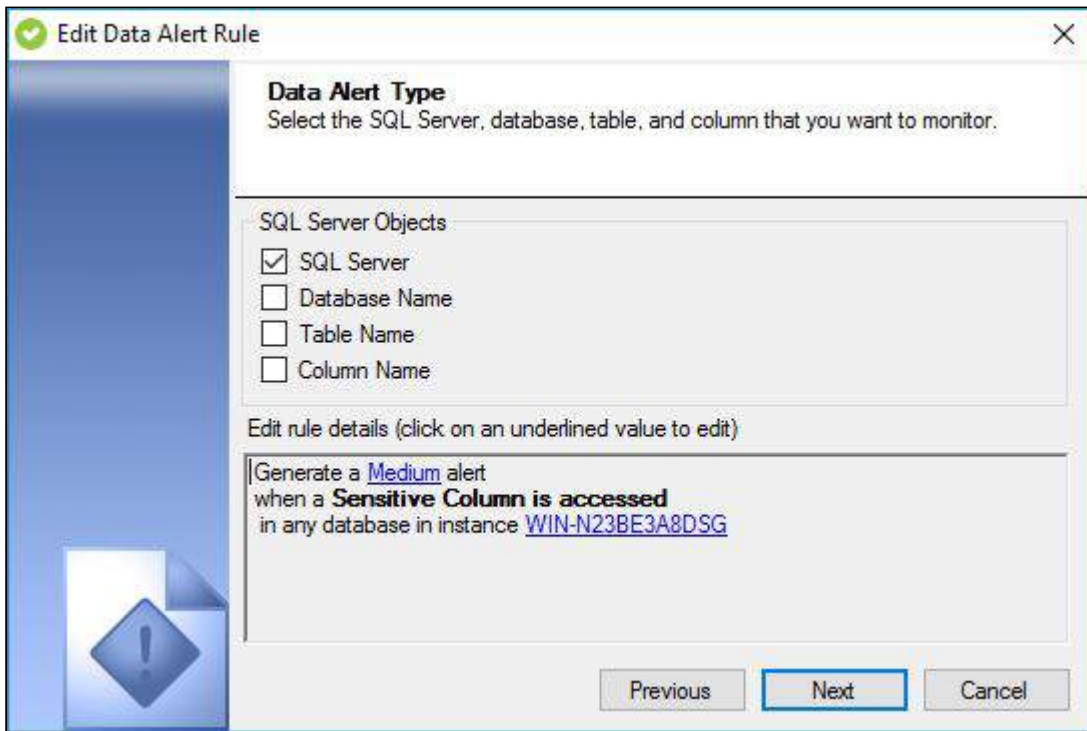 Edit Data Alert Rule
Data Alert Type
Select the SQL Server, database, table, and column that you want to monitor.
SQL Server Objects
SQL Server
Database Name
Table Name
Column Name
Edit rule details (click on an underlined value to edit)
Generate a Medium alert
when a Sensitive Column is accessed
in any database in instance WIN-N23BE3A8DSG
Previous
Next
Cancel